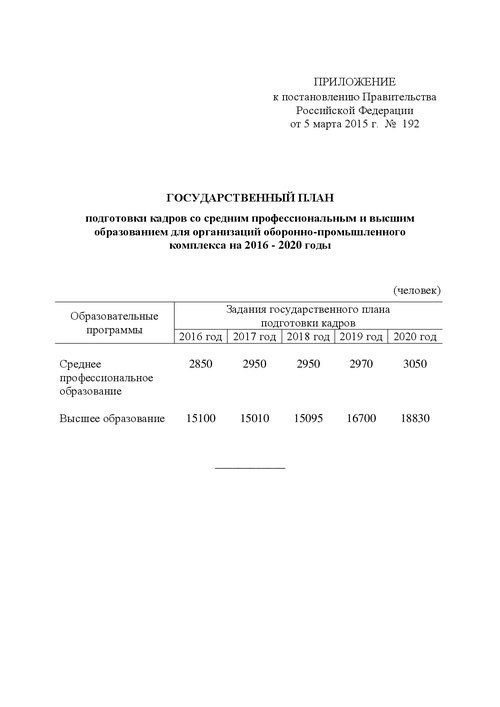 ПРИЛОЖЕНИЕ
к постановлению Правительства
Российской Федерации
от 5 марта 2015 г. № 192
ГОСУДАРСТВЕННЫЙ ПЛАН
подготовки кадров со средним профессиональным и высшим
образованием для организаций оборонно-промышленного
комплекса на 2016 - 2020 годы
(человек)
Образовательные
программы
Задания государственного плана
подготовки кадров
2016 год 2017 год 2018 год 2019 год 2020 год
Среднее 2850 2950 2950 2970 3050
профессиональное
образование
Высшее образование 15100 15010 15095 16700 18830